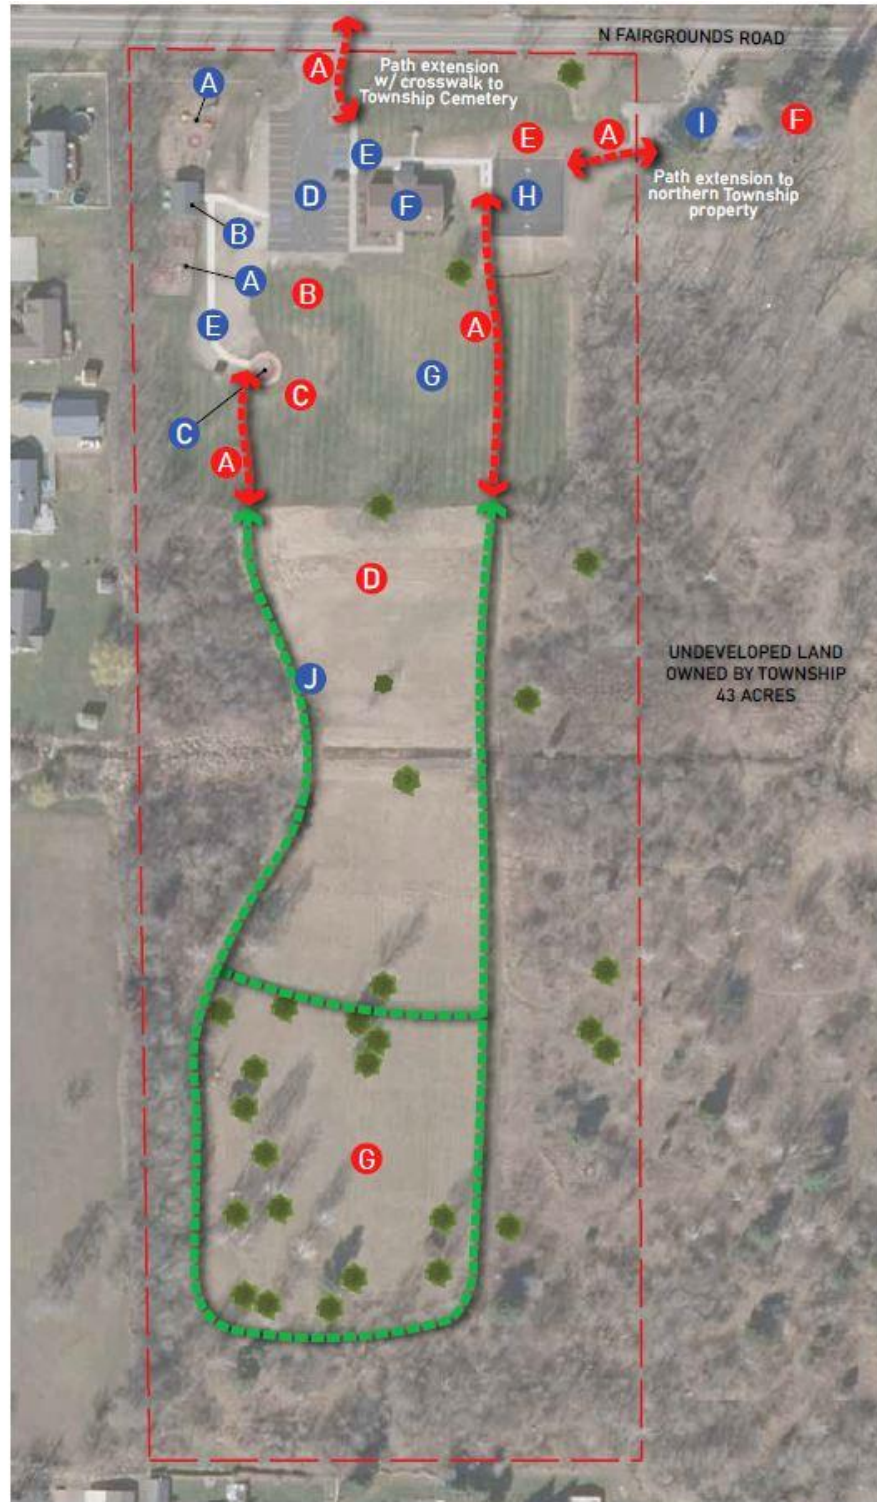 N FAIRGROUNDS ROAD
A
A
Path extension
w/ crosswalk to
Township Cemetery
I
F
E
A
E
Path extension to
northern Township
property
D
F
H
B
A
B
E
A
G
C
C
A
D
UNDEVELOPED LAND
OWNED BY TOWNSHIP
43 ACRES
J
G